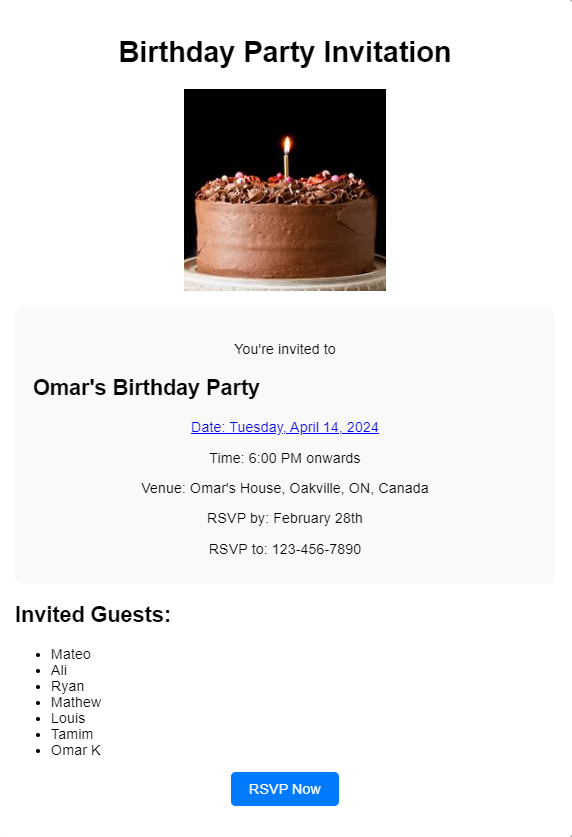 Birthday Party Invitation
You're invited to
Omar's Birthday Party
Date: Tuesday, April 14, 2024
Time: 6:00 PM onwards
Venue: Omar's House, Oakville, ON, Canada
RSVP by: February 28th
RSVP to: 123-456-7890
Invited Guests:
Mateo
Ali
Ryan
Mathew
Louis
Tamim
Omar K
RSVP Now